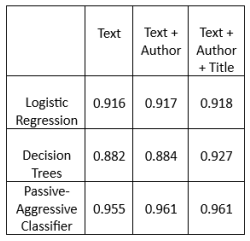 Text Text + Text +
Author Author
+ Title
Logistic 0.916 0.917 0.918
Regression
Decision 0.882 0.884 0.927
Trees
Passive- 0.955 0.961 0.961
Aggressive
Classifier